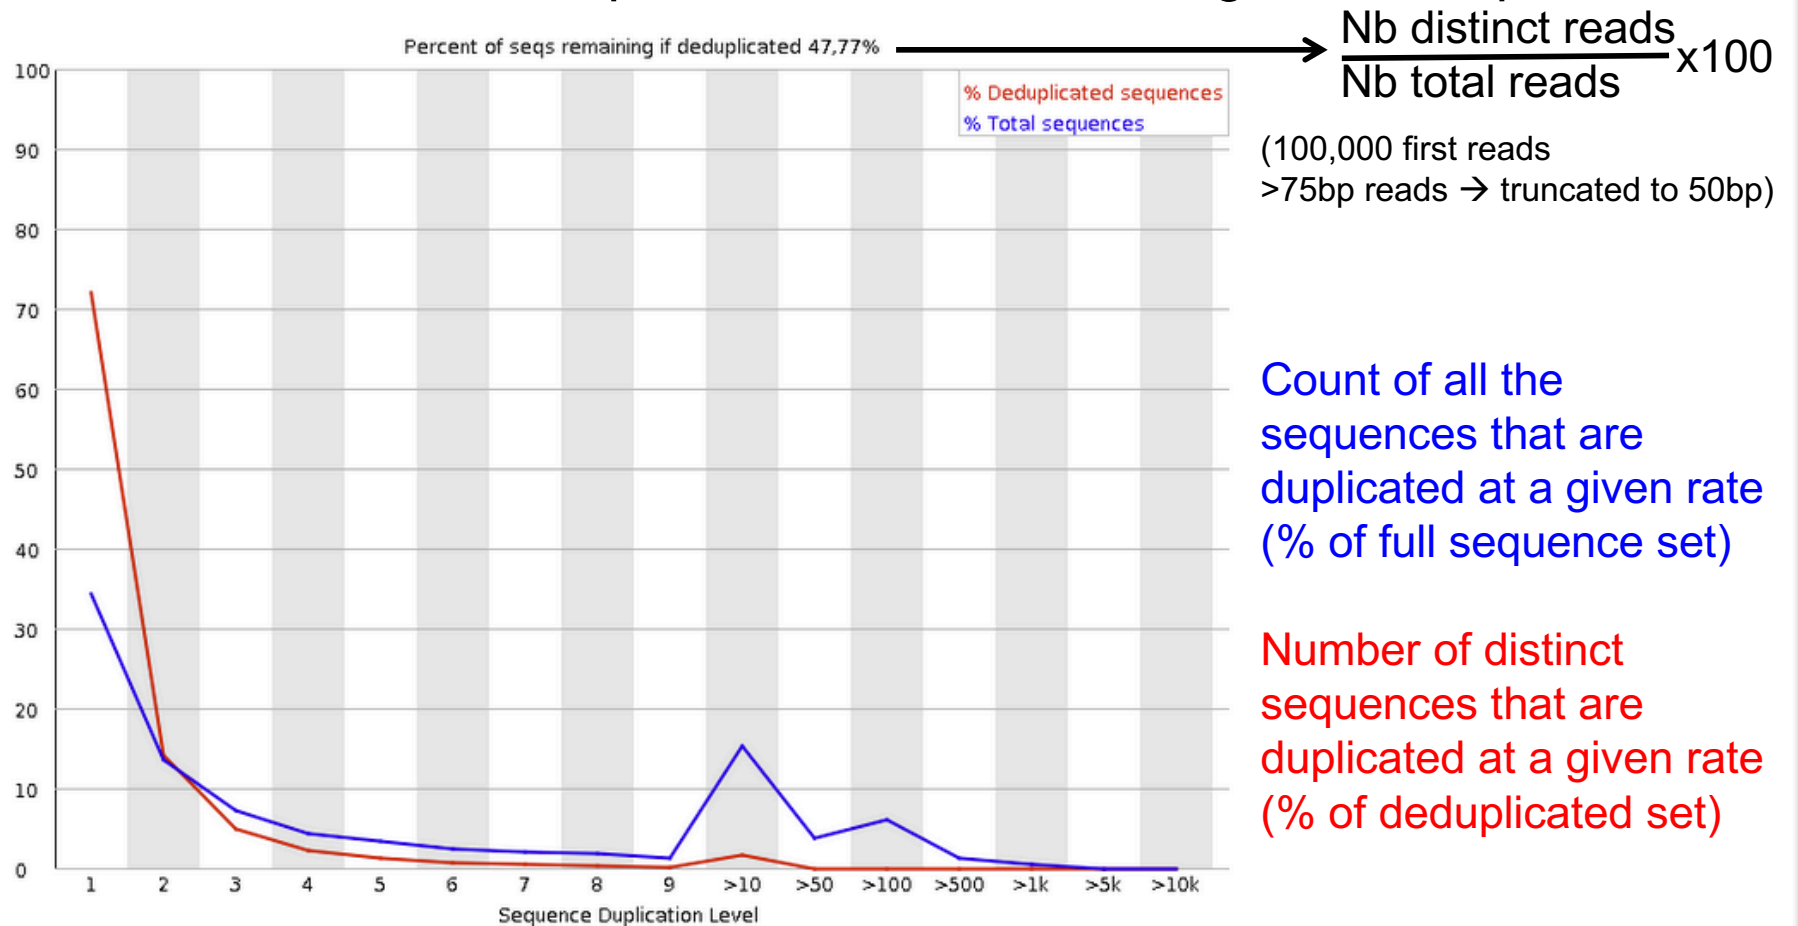 Percent of seqs remaining if deduplicated 47,77%
Nb distinct reads
x100
Nb total reads
(100,000 first reads
>75bp reads → truncated to 50bp)
% Deduplicated sequences
% Total sequences
100
90
80
70
60
50
40
30
20
10
0
1 2 3 4 5 6 7 8 9 >10 >50 >100 >500 >1k >5k >10k
Sequence Duplication Level
Count of all the
sequences that are
duplicated at a given rate
(% of full sequence set)
Number of distinct
sequences that are
duplicated at a given rate
(% of deduplicated set)